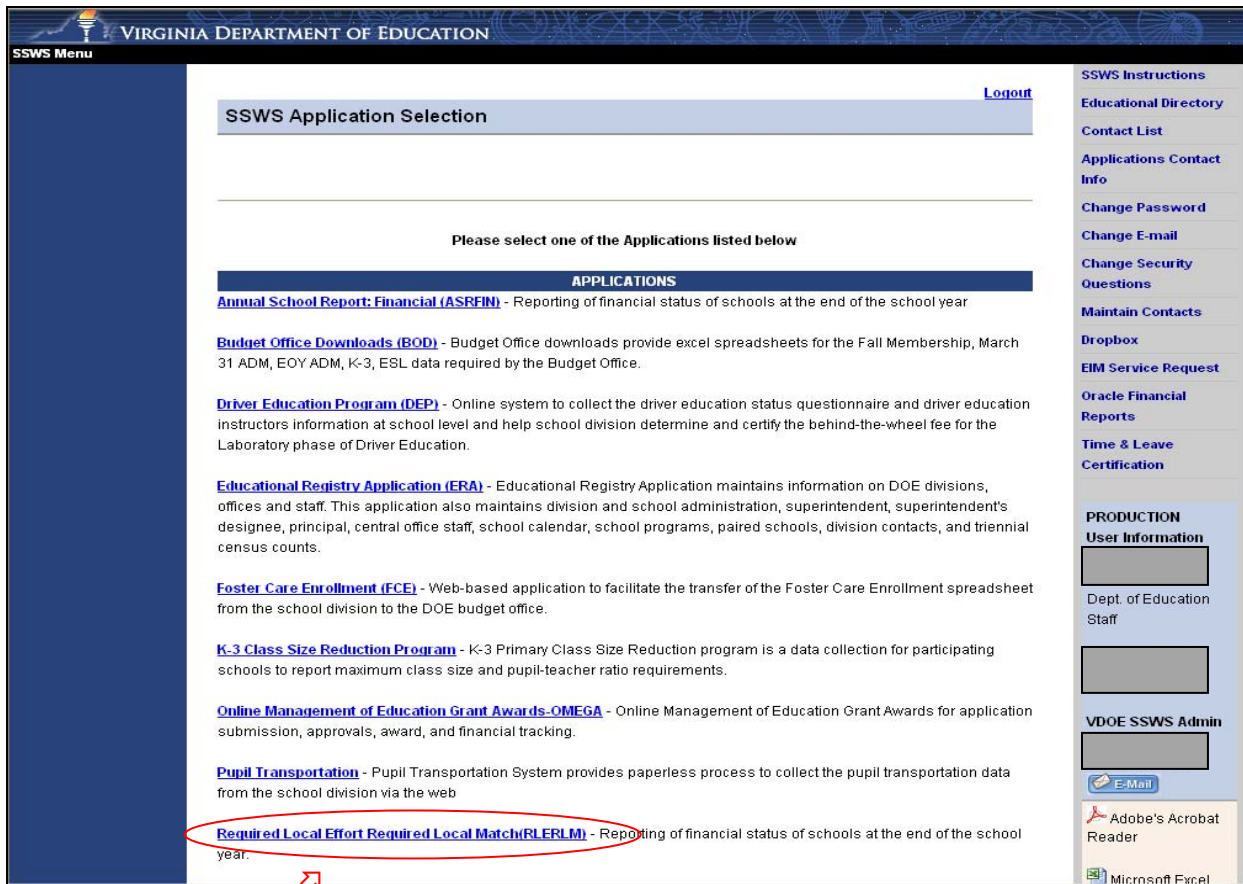 VIRGINIA DEPARTMENT OF EDUCATION
SSWS Menu
Logout
SSWS Application Selection
Please select one of the Applications listed below
APPLICATIONS
Annual School Report: Financial (ASRFIN) - Reporting of financial status of schools at the end of the school year
Budget Office Downloads (BOD) - Budget Office downloads provide excel spreadsheets for the Fall Membership, March
31 ADM, EOY ADM, K-3, ESL data required by the Budget Office.
Driver Education Program (DEP) - Online system to collect the driver education status questionnaire and driver education
instructors information at school level and help school division determine and certify the behind-the-wheel fee for the
Laboratory phase of Driver Education.
Educational Registry Application (ERA) - Educational Registry Application maintains information on DOE divisions,
offices and staff. This application also maintains division and school administration, superintendent, superintendent's
designee, principal, central office staff, school calendar, school programs, paired schools, division contacts, and triennial
census counts.
Foster Care Enrollment (FCE) - Web-based application to facilitate the transfer of the Foster Care Enrollment spreadsheet
from the school division to the DOE budget office.
K-3 Class Size Reduction Program - K-3 Primary Class Size Reduction program is a data collection for participating
schools to report maximum class size and pupil-teacher ratio requirements.
Online Management of Education Grant Awards-OMEGA - Online Management of Education Grant Awards for application
submission, approvals, award, and financial tracking.
Pupil Transportation - Pupil Transportation System provides paperless process to collect the pupil transportation data
from the school division via the web
Required Local Effort Required Local Match(RLERLM) - Reporting of financial status of schools at the end of the school
year.
SSWS Instructions
Educational Directory
Contact List
Applications Contact
Info
Change Password
Change E-mail
Change Security
Questions
Maintain Contacts
Dropbox
EIM Service Request
Oracle Financial
Reports
Time & Leave
Certification
PRODUCTION
User Information
Dept. of Education
Staff
VDOE SSWS Admin
E-Mail
Adobe's Acrobat
Reader
Microsoft Excel